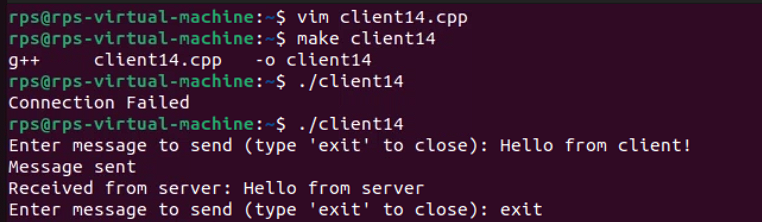 rps@rps-virtual-machine:~$ vim client14.cpp
rps@rps-virtual-machine:~$ make client14
g++     client14.cpp   -o client14
rps@rps-virtual-machine:~$ ./client14
Connection Failed
rps@rps-virtual-machine:~$ ./client14
Enter message to send (type 'exit' to close): Hello from client!
Message sent
Received from server: Hello from server
Enter message to send (type 'exit' to close): exit